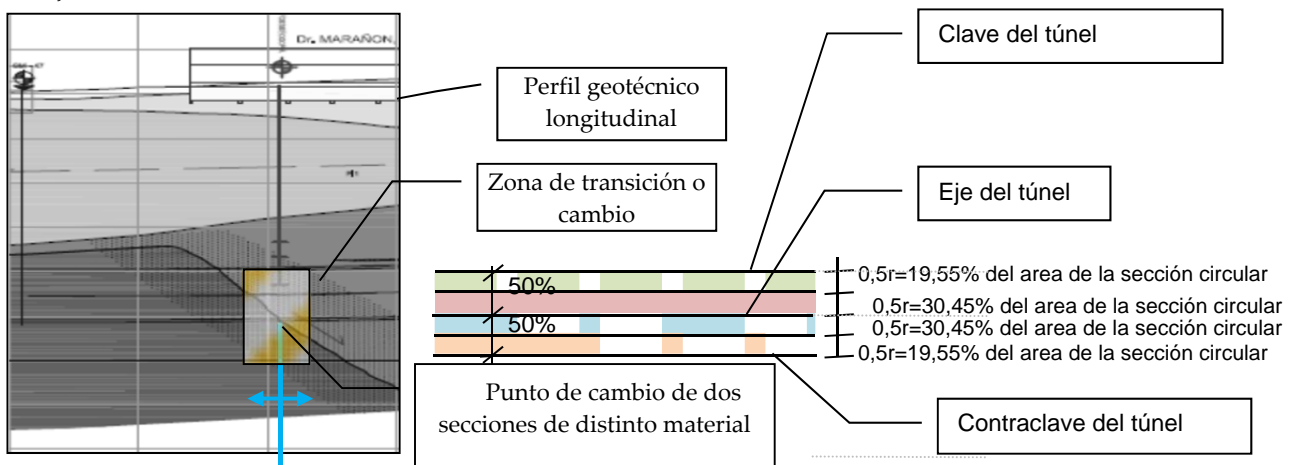 Dr. MARAÑON.
Clave del túnel
Perfil geotécnico
longitudinal
Zona de transición o
cambio
Eje del túnel
50%
50%
0,5r=19,55% del area de la sección circular
0,5r=30,45% del area de la sección circular
0,5r=30,45% del area de la sección circular
0,5r=19,55% del area de la sección circular
Punto de cambio de dos
secciones de distinto material
Contraclave del túnel